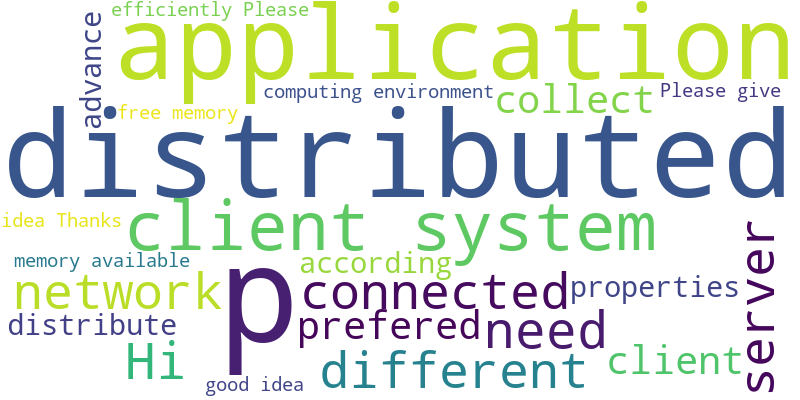 efficiently Please
advance
application
computing environment
collect
Please give
free memory
distributed
idea Thanks
client system
memory available
according
server
network
p
connected
properties
distribute
prefered
need
Hi
different
client
good idea